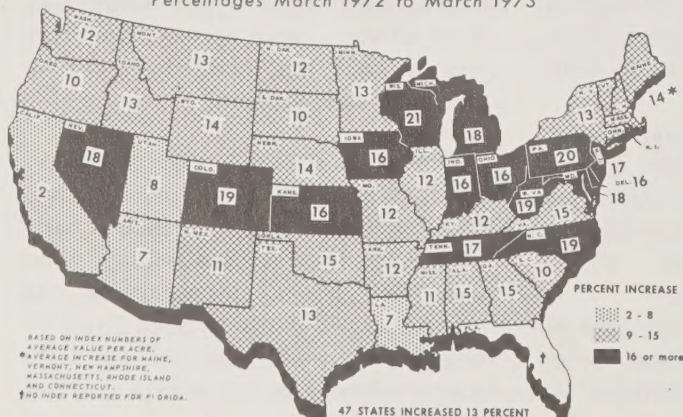 Percentages March 1972 to March 1973
WASH.
12
MONT.
13
N. DAK.
12
MINN.
13
WIS.
21
MICH.
18
MAINE
14*
OREG.
10
IDAHO
13
WYO.
14
S. DAK.
10
IOWA
16
N. Y.
13
MASS.
CONN.
R. I.
CALIF.
2
NEV.
18
UTAH
8
COLO.
19
NEBR.
14
KANS.
16
ILL.
12
IND.
16
OHIO
16
PA.
20
17
DEL. 16
MD.
18
MO.
12
KY.
12
W. VA
19
VA.
15
ARIZ.
7
N. MEX.
11
OKLA.
15
ARK.
12
TENN.
17
N. C.
19
TEX.
13
LA.
7
MISS.
11
ALA.
15
GA.
15
S. C.
10
FLA.
†
PERCENT INCREASE
2 - 8
9 - 15
16 or more
BASED ON INDEX NUMBERS OF
AVERAGE VALUE PER ACRE.
*AVERAGE INCREASE FOR MAINE,
VERMONT, NEW HAMPSHIRE,
MASSACHUSETTS, RHODE ISLAND
AND CONNECTICUT.
†NO INDEX REPORTED FOR FLORIDA.
47 STATES INCREASED 13 PERCENT